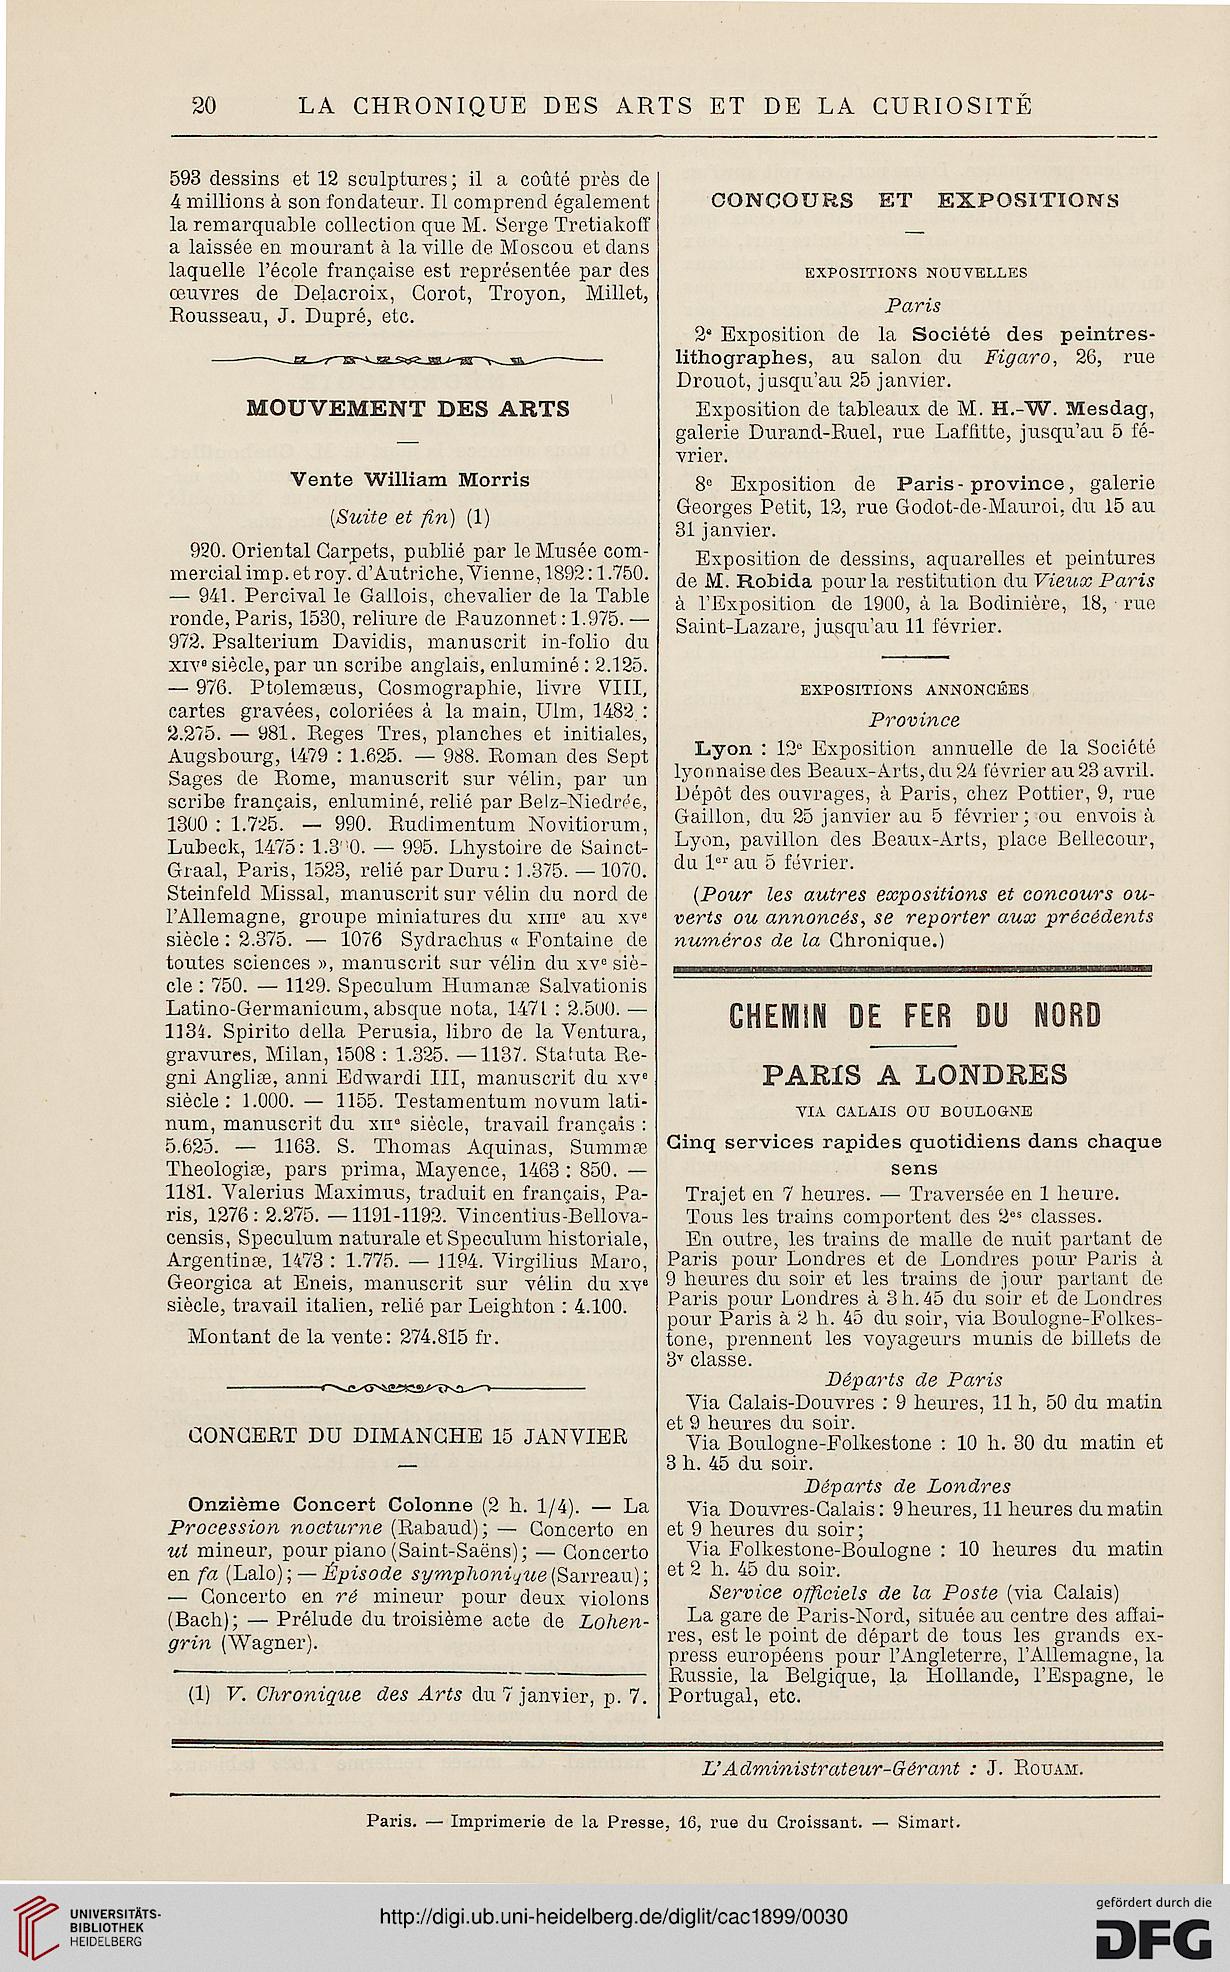 20 LA CHRONIQUE DES ARTS ET DE LA CURIOSITÉ
593 dessins et 12 sculptures; il a coûté près de
4 millions à son fondateur. Il comprend également
la remarquable collection que M. Serge Tretiakoff
a laissée en mourant à la ville de Moscou et dans
laquelle l'école française est représentée par des
œuvres de Delacroix, Corot, Troyon, Millet,
Rousseau, J. Dupré, etc.
MOUVEMENT DES ARTS
Vente William Morris
(Suite et fin) (1)
920. Oriental Carpets, publié par le Musée com-
mercial imp. et roy. d'Autriche, Vienne, 1892: 1.750.
— 941. Percival le Gallois, chevalier de la Table
ronde, Paris, 1530, reliure de Bauzonnet: 1.975. —
972. Psalterium Davidis, manuscrit in-folio du
XIVe siècle, par un scribe anglais, enluminé : 2.125.
— 976. Ptolemæus, Cosmographie, livre VIII,
cartes gravées, coloriées à la main, Ulm, 1482 :
2.275. — 981. Reges Tres, planches et initiales,
Augsbourg, 1479 : 1.625. — 988. Roman des Sept
Sages de Rome, manuscrit sur vélin, par un
scribe français, enluminé, relié par Belz-Niedrée,
1300 : 1.725. — 990. Rudimentum Novitiorum,
Lubeck, 1475: — 995. Lhystoire de Sainct-
Graal, Paris, 1523, relié par Duru : 1.375. — 1070.
Steinfeld Missal, manuscrit sur vélin du nord de
l'Allemagne, groupe miniatures du XIIIe au XVe
siècle : 2.375. — 1076 Sydrachus « Fontaine de
toutes sciences », manuscrit sur vélin du XVe siè-
cle : 750. — 1129. Speculum Humanæ Salvationis
Latino-Germanicum, absque nota, 1471 : 2.500. —
1134. Spirito della Perusia, libro de la Ventura,
gravures, Milan, 1508 : 1.325. — 1137. Statuta Re-
gni Angliæ, anni Edwardi III, manuscrit du XVe
siècle : 1.000. — 1155. Testamentum novum lati-
num, manuscrit du XIIe siècle, travail français :
5.625. — 1163. S. Thomas Aquinas, Summæ
Theologiæ, pars prima, Mayence, 1463 : 850. —
1181. Valerius Maximus, traduit en français, Pa-
ris, 1276 : 2.275. — 1191-1192. Vincentius-Bellova-
censis, Speculum naturale et Speculum historiale,
Argentinæ, 1473 : 1.775. — 1194. Virgilius Maro,
Georgica at Eneis, manuscrit sur vélin du XVe
siècle, travail italien, relié par Leighton : 4.100.
Montant de la vente: 274.815 fr.
CONCERT DU DIMANCHE 15 JANVIER
Onzième Concert Colonne (2 h. 1/4). — La
Procession nocturne (Rabaud); — Concerto en
ut mineur, pour piano (Saint-Saëns); — Concerto
en fa (Lalo); — Épisode symphonique (Sarreau);
— Concerto en ré mineur pour deux violons
(Bach); — Prélude du troisième acte de Lohen-
grin (Wagner).
(1) V. Chronique des Arts du 7 janvier, p. 7.
CONCOURS ET EXPOSITIONS
EXPOSITIONS NOUVELLES
Paris
2e Exposition de la Société des peintres-
lithographes, au salon du Figaro, 26, rue
Drouot, jusqu'au 25 janvier.
Exposition de tableaux de M. H.-W. Mesdag,
galerie Durand-Ruel, rue Laffitte, jusqu'au 5 fé-
vrier.
8e Exposition de Paris-province, galerie
Georges Petit, 12, rue Godot-de-Mauroi, du 15 au
31 janvier.
Exposition de dessins, aquarelles et peintures
de M. Robida pour la restitution du Vieux Paris
à l'Exposition de 1900, à la Bodinière, 18, rue
Saint-Lazare, jusqu'au 11 février.
EXPOSITIONS ANNONCÉES
Province
Lyon : 12e Exposition annuelle de la Société
lyonnaise des Beaux-Arts, du 24 février au 23 avril.
Dépôt des ouvrages, à Paris, chez Pottier, 9, rue
Gaillon, du 25 janvier au 5 février; ou envois à
Lyon, pavillon des Beaux-Arts, place Bellecour,
du 1er au 5 février.
(Pour les autres expositions et concours ou-
verts ou annoncés, se reporter aux précédents
numéros de la Chronique.)
CHEMIN DE FER DU NORD
PARIS A LONDRES
VIA CALAIS OU BOULOGNE
Cinq services rapides quotidiens dans chaque
sens
Trajet en 7 heures. — Traversée en 1 heure.
Tous les trains comportent des 2es classes.
En outre, les trains de malle de nuit partant de
Paris pour Londres et de Londres pour Paris à
9 heures du soir et les trains de jour partant de
Paris pour Londres à 3 h. 45 du soir et de Londres
pour Paris à 2 h. 45 du soir, via Boulogne-Folkes-
tone, prennent les voyageurs munis de billets de
3v classe.
Départs de Paris
Via Calais-Douvres : 9 heures, 11 h, 50 du matin
et 9 heures du soir.
Via Boulogne-Folkestone : 10 h. 30 du matin et
3 h. 45 du soir.
Départs de Londres
Via Douvres-Calais : 9 heures, 11 heures du matin
et 9 heures du soir;
Via Folkestone-Boulogne : 10 heures du matin
et 2 h. 45 du soir.
Service officiels de la Poste (via Calais)
La gare de Paris-Nord, située au centre des affai-
res, est le point de départ de tous les grands ex-
press européens pour l'Angleterre, l'Allemagne, la
Russie, la Belgique, la Hollande, l'Espagne, le
Portugal, etc.
L'Administrateur-Gérant : J. ROUAM.
Paris. — Imprimerie de la Presse, 16, rue du Croissant. — Simart.
UNIVERSITÄTS-
BIBLIOTHEK
HEIDELBERG
http://digi.ub.uni-heidelberg.de/diglit/cac1899/0030
gefördert durch die
DFG